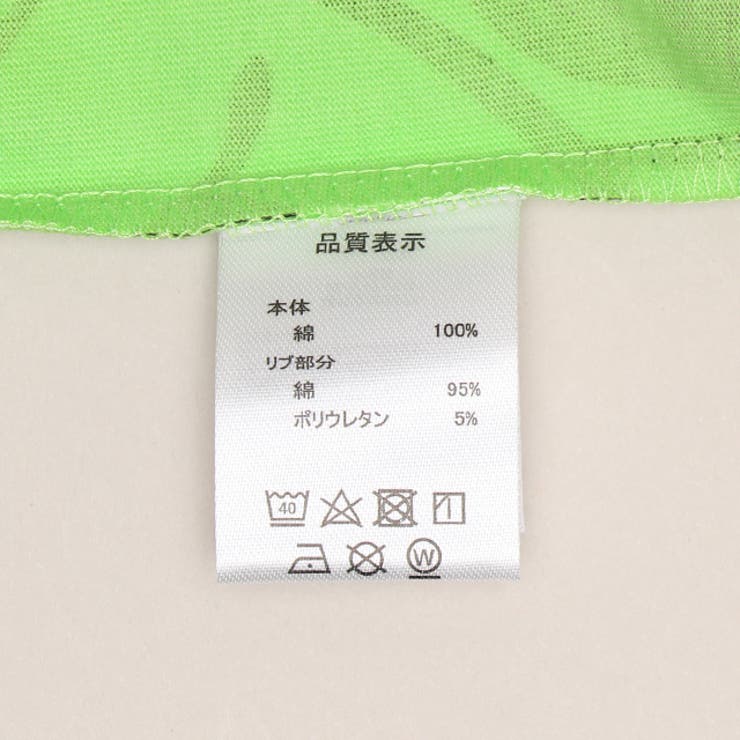 品質表示
本体
綿 100%
リブ部分
綿 95%
ポリウレタン 5%
40
W